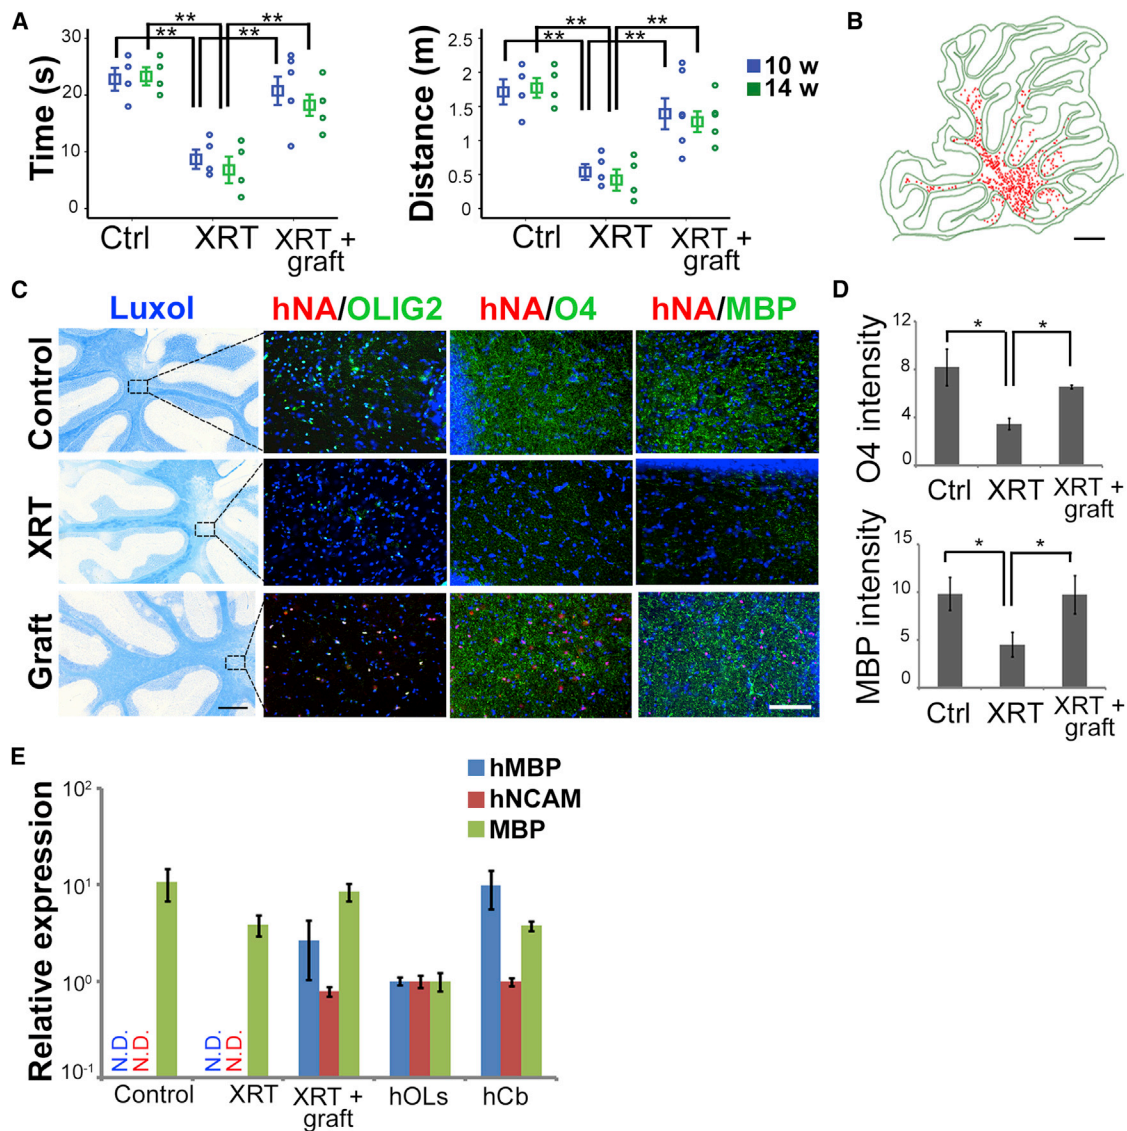 A
**
**
**
**
Time (s)
30
20
10
0
Ctrl
XRT
XRT +
graft
**
**
**
**
Distance (m)
2.5
2
1.5
1
0.5
0
Ctrl
XRT
XRT +
graft
10 w
14 w
B
C
Luxol
hNA/OLIG2
hNA/O4
hNA/MBP
Control
XRT
Graft
D
O4 intensity
12
8
4
0
*
*
Ctrl
XRT
XRT +
graft
MBP intensity
15
10
5
0
*
*
Ctrl
XRT
XRT +
graft
E
hMBP
hNCAM
MBP
Relative expression
10²
10¹
10⁰
10⁻¹
N.D.
N.D.
N.D.
N.D.
Control
XRT
XRT +
graft
hOLs
hCb